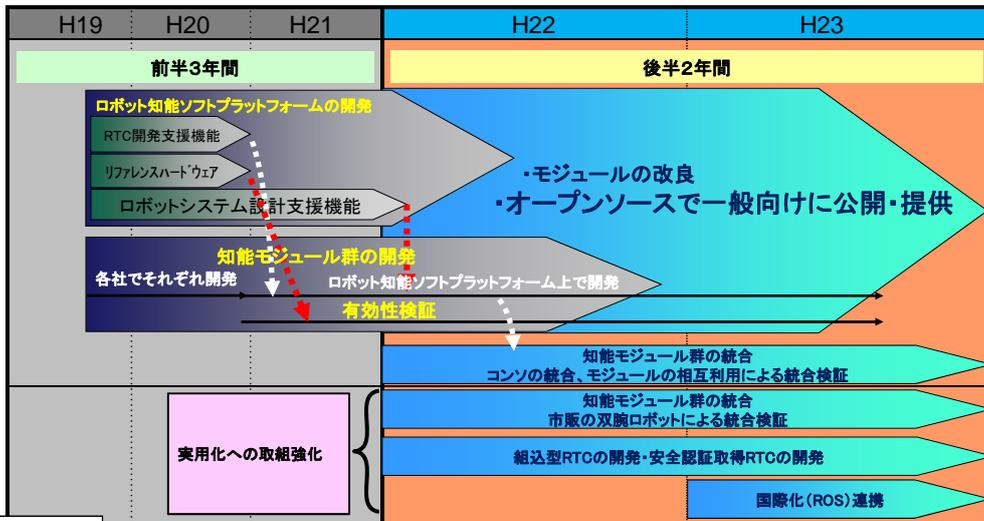 H19 H20 H21 H22 H23
前半3年間
後半2年間
ロボット知能ソフトプラットフォームの開発
RTC開発支援機能
リファレンスハードウェア
ロボットシステム設計支援機能
・モジュールの改良
・オープンソースで一般向けに公開・提供
知能モジュール群の開発
各社でそれぞれ開発
ロボット知能ソフトプラットフォーム上で開発
有効性検証
知能モジュール群の統合
コンソの統合、モジュールの相互利用による統合検証
知能モジュール群の統合
市販の双腕ロボットによる統合検証
実用化への取組強化
組込型RTCの開発・安全認証取得RTCの開発
国際化(ROS)連携